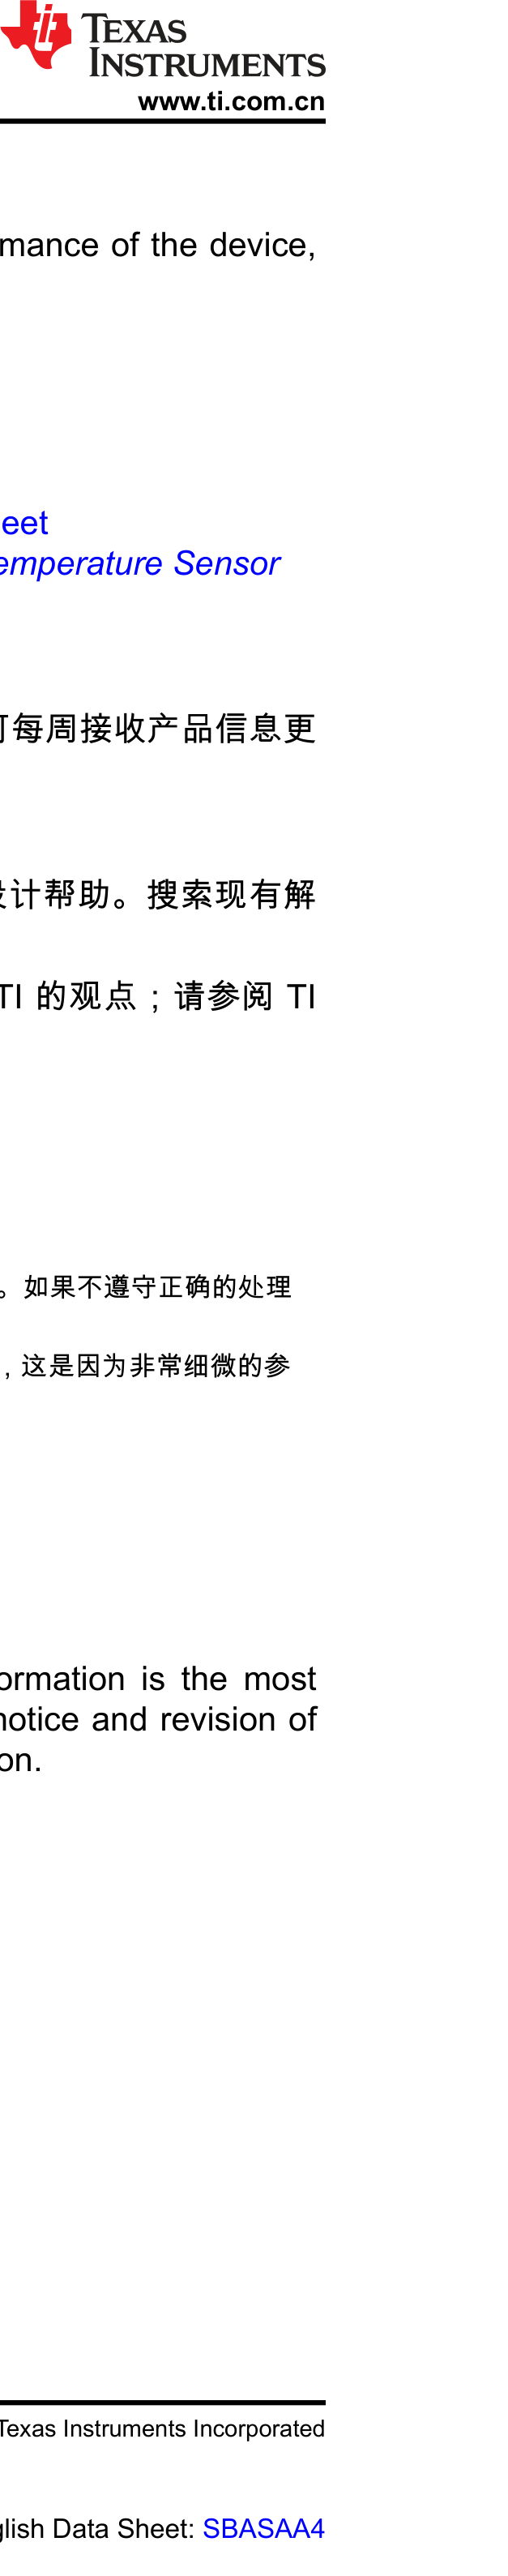 TEXAS
INSTRUMENTS
www.ti.com.cn
mance of the device,
eet
emperature Sensor
每周接收产品信息更
计帮助。搜索现有解
TI 的观点；请参阅 TI
。如果不遵守正确的处理
，这是因为非常细微的参
ormation is the most
notice and revision of
on.
Texas Instruments Incorporated
glish Data Sheet: SBASAA4